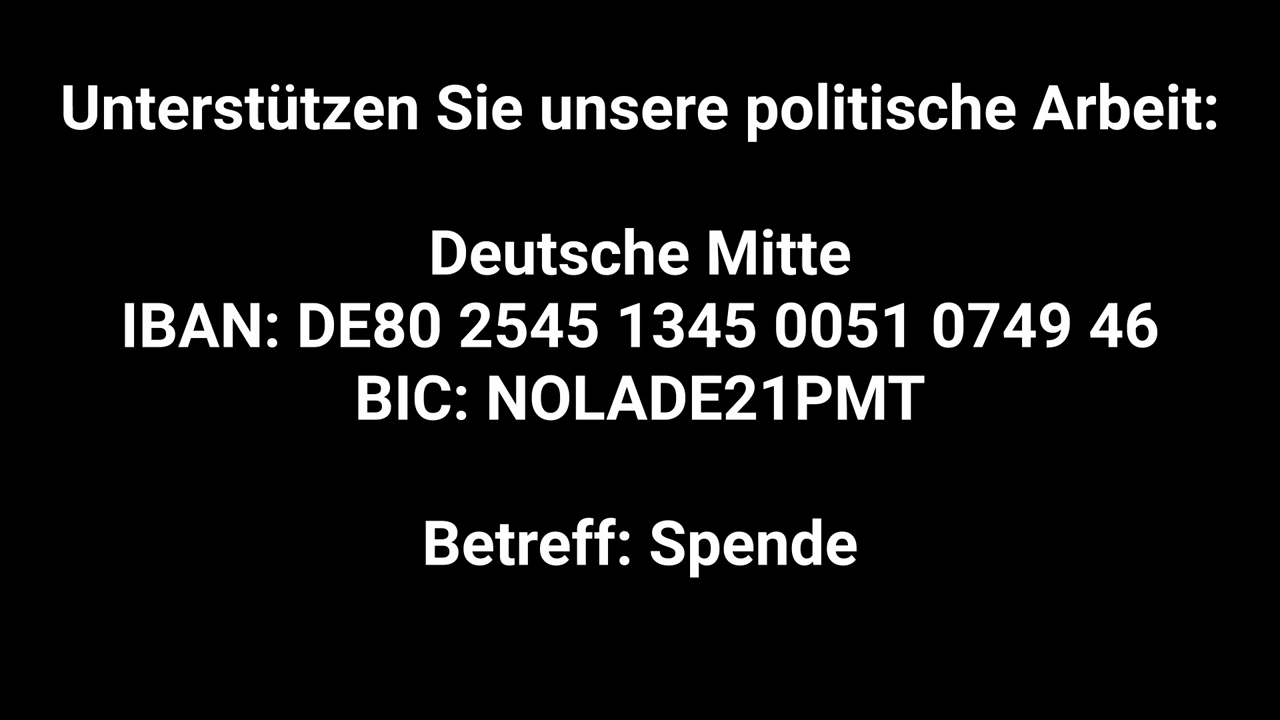 Unterstützen Sie unsere politische Arbeit:
Deutsche Mitte
IBAN: DE80 2545 1345 0051 0749 46
BIC: NOLADE21PMT
Betreff: Spende